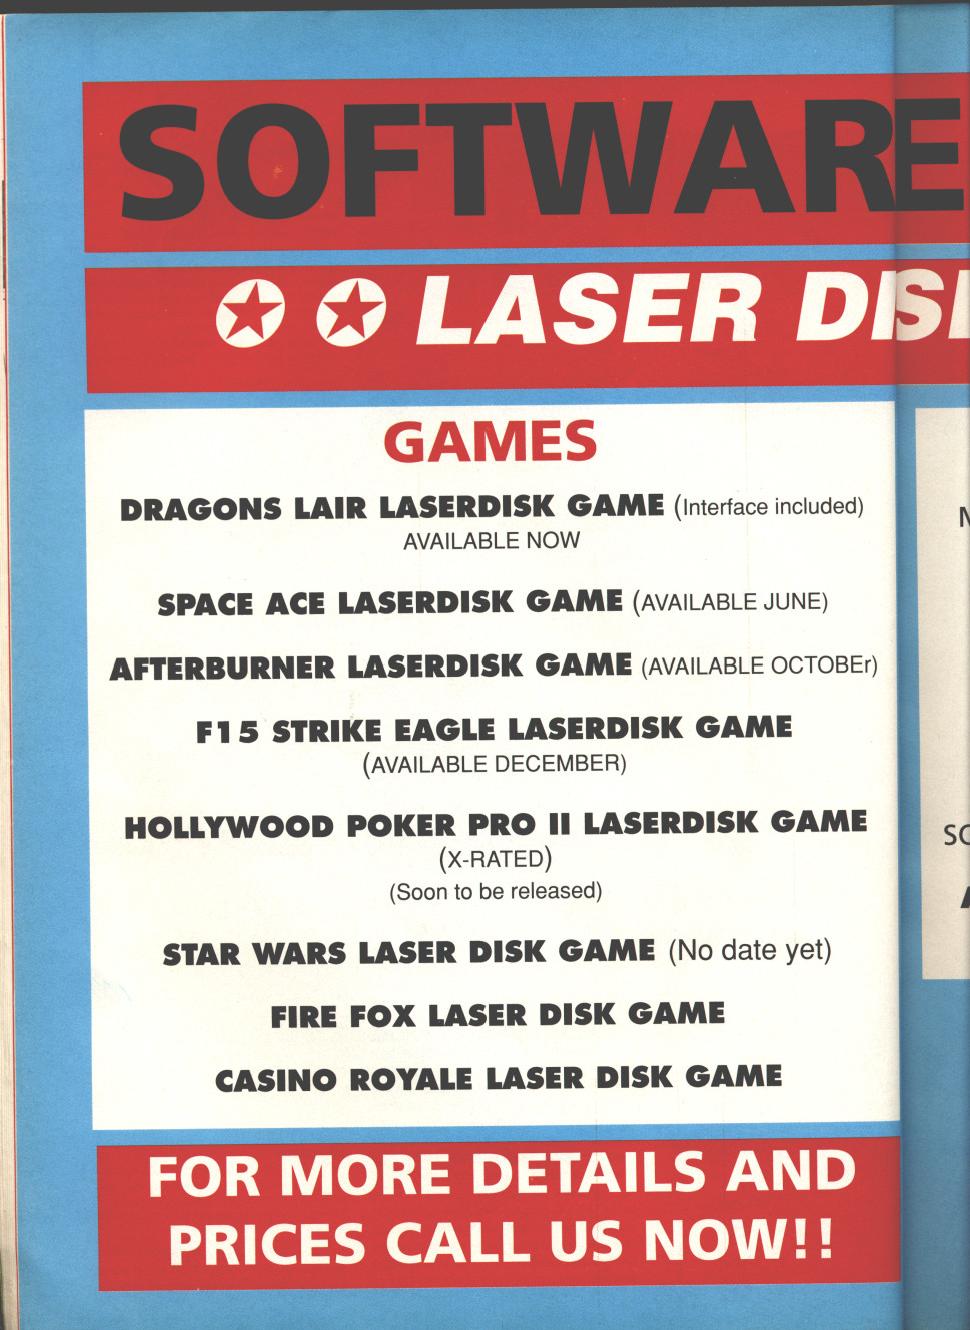 SOFTWARE
LASER DIS
GAMES
DRAGONS LAIR LASERDISK GAME (Interface included)
AVAILABLE NOW
SPACE ACE LASERDISK GAME (AVAILABLE JUNE)
AFTERBURNER LASERDISK GAME (AVAILABLE OCTOBEr)
F15 STRIKE EAGLE LASERDISK GAME
(AVAILABLE DECEMBER)
HOLLYWOOD POKER PRO II LASERDISK GAME
(X-RATED)
(Soon to be released)
STAR WARS LASER DISK GAME (No date yet)
FIRE FOX LASER DISK GAME
CASINO ROYALE LASER DISK GAME
FOR MORE DETAILS AND
PRICES CALL US NOW!!